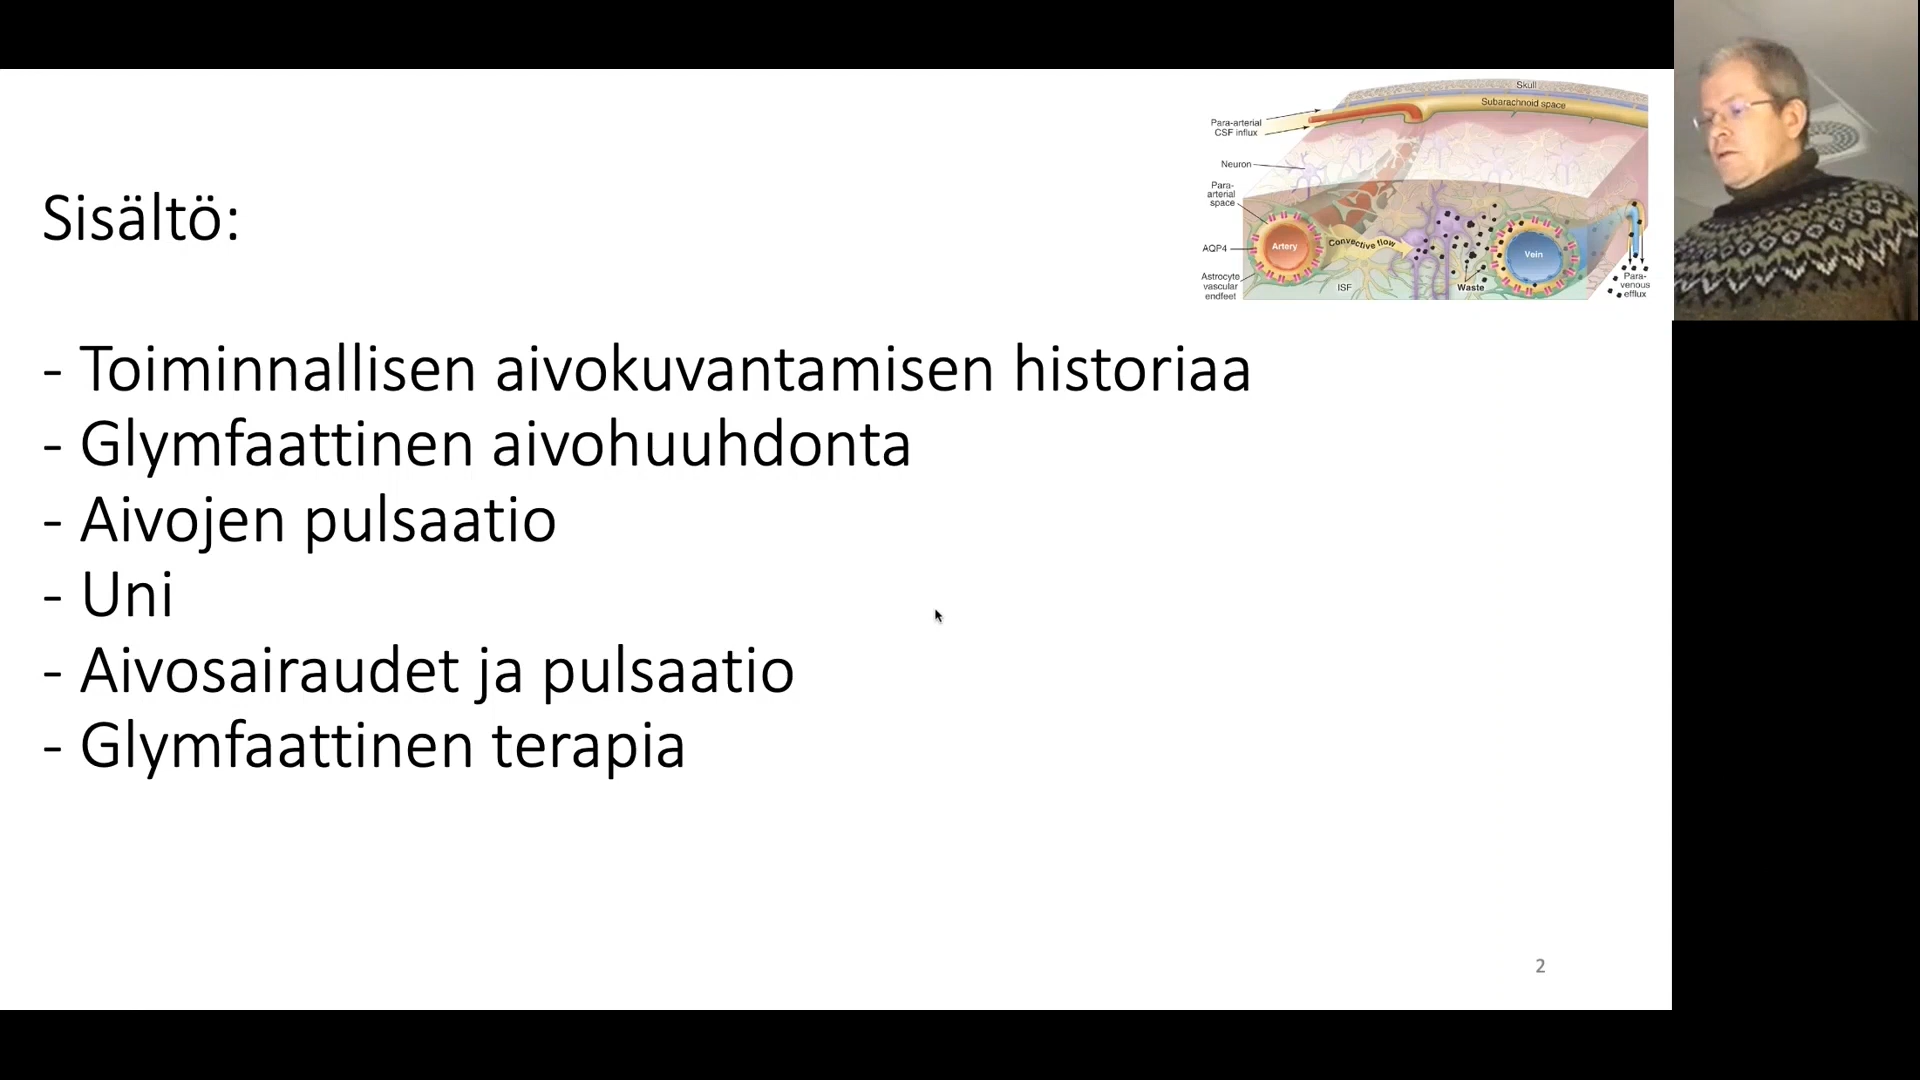 Sisältö:
- Toiminnallisen aivokuvantamisen historiaa
- Glymfaattinen aivohuuhdonta
- Aivojen pulsaatio
- Uni
- Aivosairaudet ja pulsaatio
- Glymfaattinen terapia
Skull
Subarachnoid space
Para-arterial
CSF influx
Neuron
Para-
arterial
space
AQP4
Astrocyte
vascular
endfeet
Artery
Convective flow
ISF
Waste
Vein
Para-
venous
efflux
2